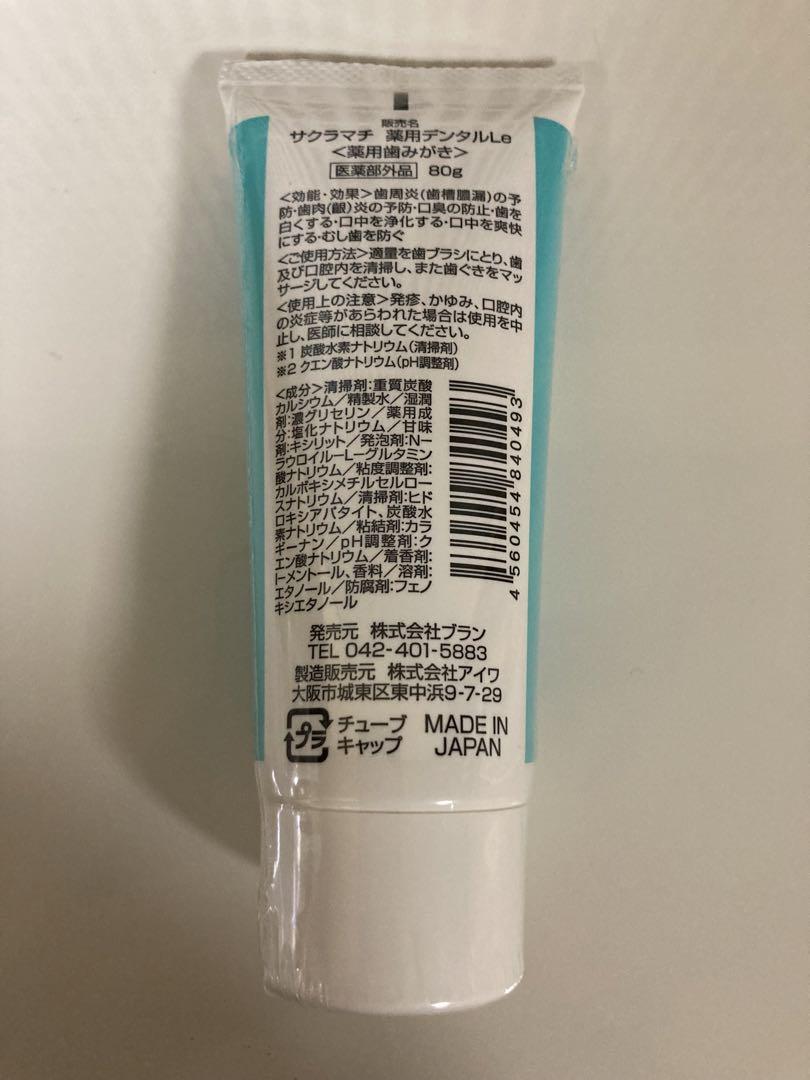 販売名
サクラマチ 薬用デンタルLe
<薬用歯みがき>
医薬部外品 80g
<効能・効果>歯周炎(歯槽膿漏)の予
防・歯肉(齦)炎の予防・口臭の防止・歯を
白くする・口中を浄化する・口中を爽快
にする・むし歯を防ぐ
<ご使用方法>適量を歯ブラシにとり、歯
及び口腔内を清掃し、また歯ぐきをマッ
サージしてください。
<使用上の注意>発疹、かゆみ、口腔内
の炎症等があらわれた場合は使用を中
止し、医師に相談してください。
※1 炭酸水素ナトリウム(清掃剤)
※2 クエン酸ナトリウム(pH調整剤)
<成分>清掃剤:重質炭酸
カルシウム/精製水/湿潤
剤:濃グリセリン/薬用成
分:塩化ナトリウム/甘味
剤:キシリット/発泡剤:N-
ラウロイル-L-グルタミン
酸ナトリウム/粘度調整剤:
カルボキシメチルセルロー
スナトリウム/清掃剤:ヒド
ロキシアパタイト、炭酸水
素ナトリウム/粘結剤:カラ
ギーナン/pH調整剤:ク
エン酸ナトリウム/着香剤:
l-メントール、香料/溶剤:
エタノール/防腐剤:フェノ
キシエタノール
4 560454 840493
発売元 株式会社ブラン
TEL 042-401-5883
製造販売元 株式会社アイワ
大阪市城東区東中浜9-7-29
プラ
チューブ
キャップ
MADE IN
JAPAN